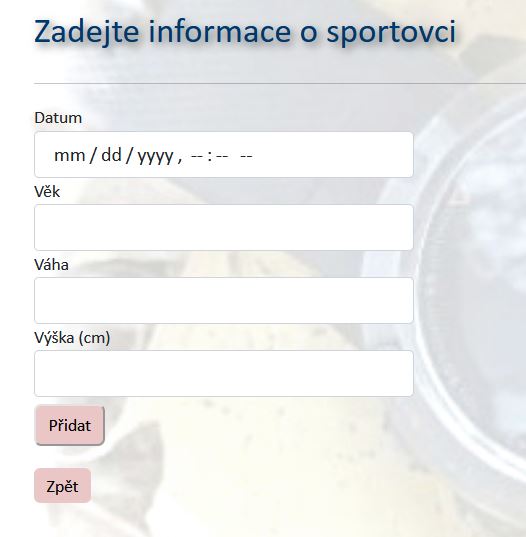 Zadejte informace o sportovci
Datum
mm / dd / yyyy ,  -- : --  --
Věk
Váha
Výška (cm)
Přidat
Zpět